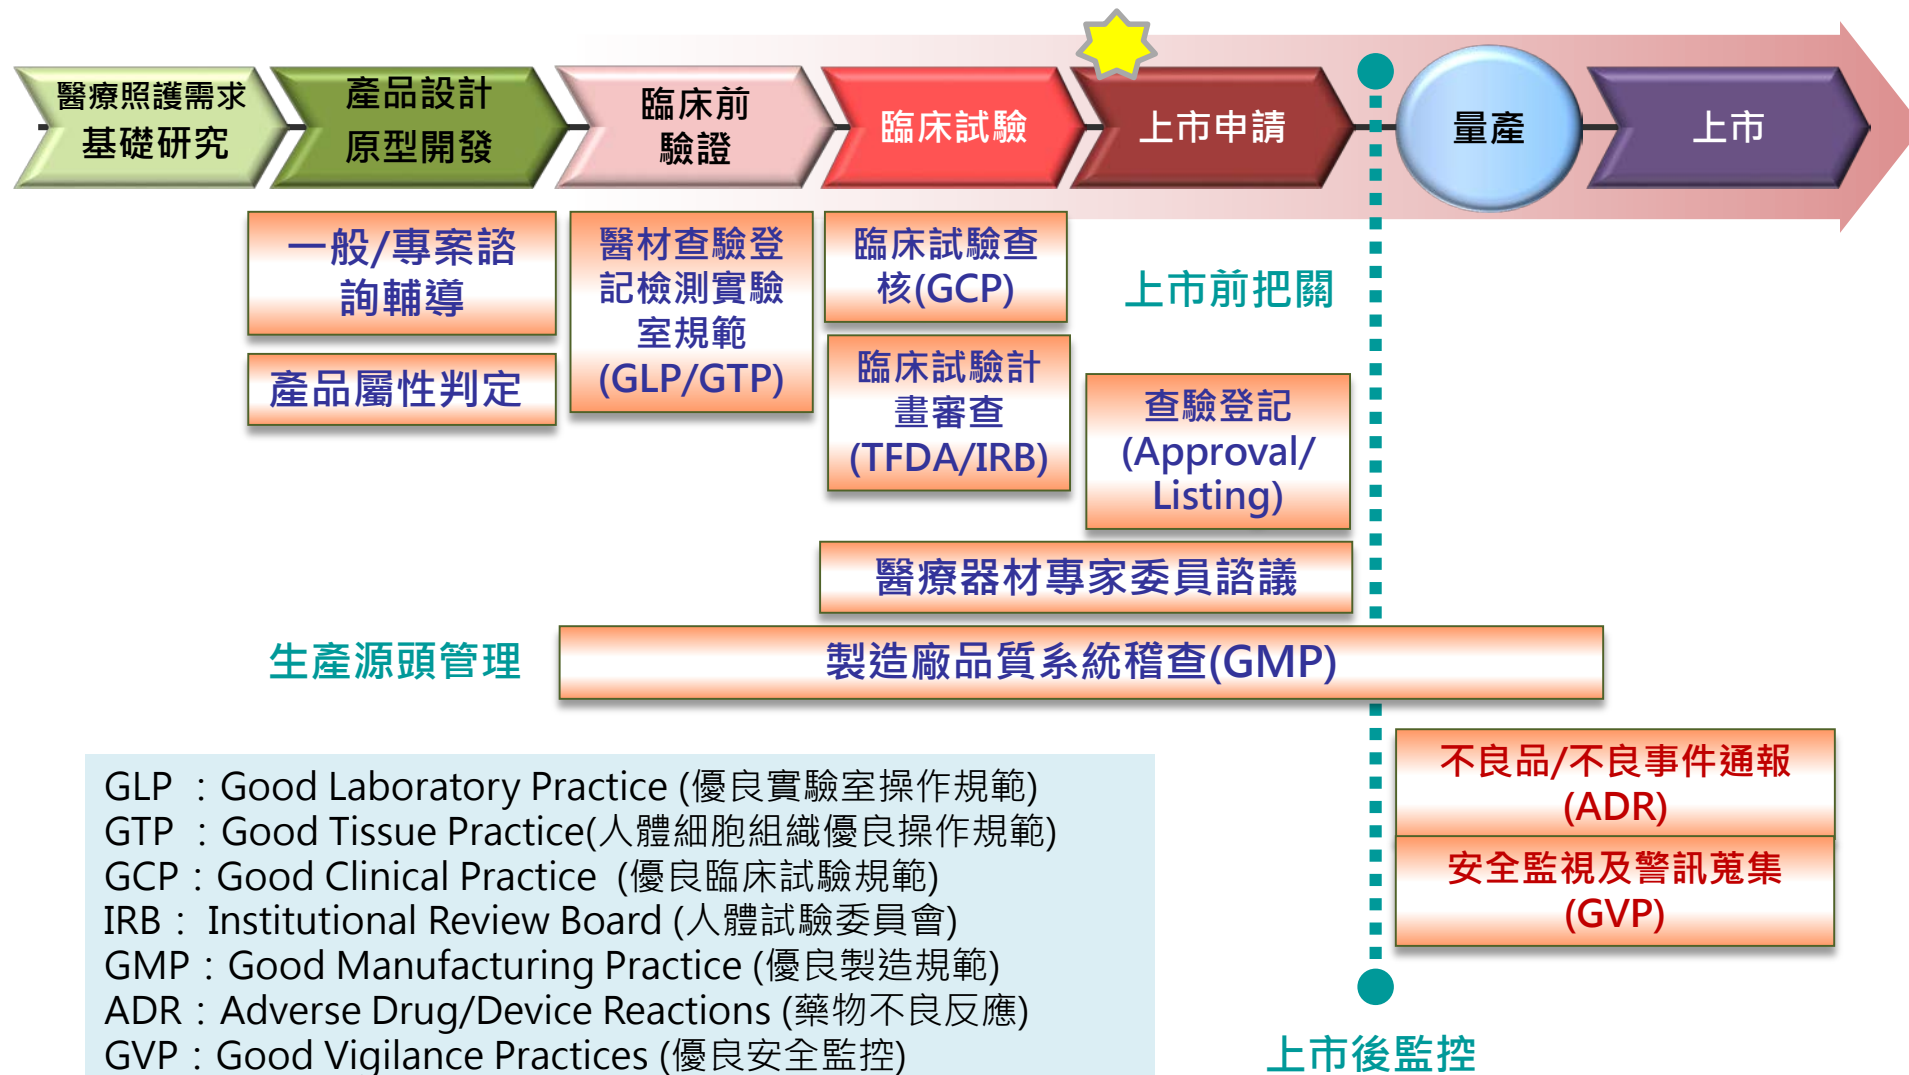 醫療照護需求
基礎研究
產品設計
原型開發
臨床前
驗證
臨床試驗
上市申請
量產
上市
一般/專案諮
詢輔導
產品屬性判定
醫材查驗登
記檢測實驗
室規範
(GLP/GTP)
臨床試驗查
核(GCP)
臨床試驗計
畫審查
(TFDA/IRB)
上市前把關
查驗登記
(Approval/
Listing)
醫療器材專家委員諮議
生產源頭管理
製造廠品質系統稽查(GMP)
不良品/不良事件通報
(ADR)
安全監視及警訊蒐集
(GVP)
上市後監控
GLP :Good Laboratory Practice (優良實驗室操作規範)
GTP :Good Tissue Practice(人體細胞組織優良操作規範)
GCP:Good Clinical Practice (優良臨床試驗規範)
IRB: Institutional Review Board (人體試驗委員會)
GMP:Good Manufacturing Practice (優良製造規範)
ADR:Adverse Drug/Device Reactions (藥物不良反應)
GVP:Good Vigilance Practices (優良安全監控)